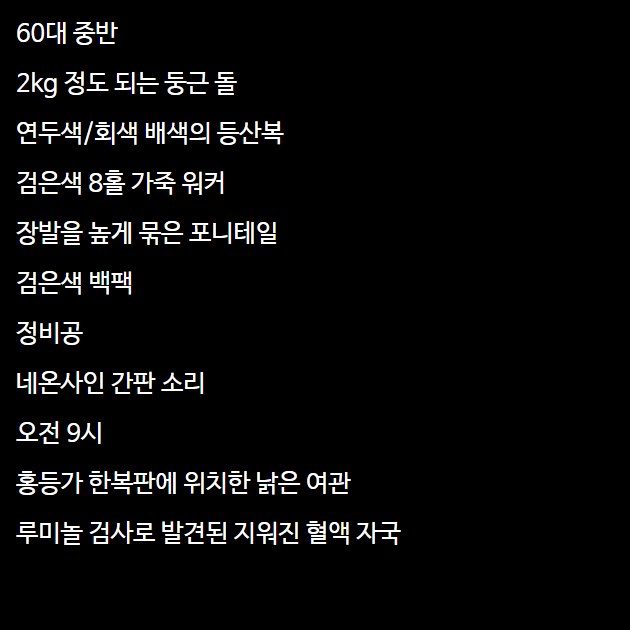 60대 중반
2kg 정도 되는 둥근 돌
연두색/회색 배색의 등산복
검은색 8홀 가죽 워커
장발을 높게 묶은 포니테일
검은색 백팩
정비공
네온사인 간판 소리
오전 9시
홍등가 한복판에 위치한 낡은 여관
루미놀 검사로 발견된 지워진 혈액 자국